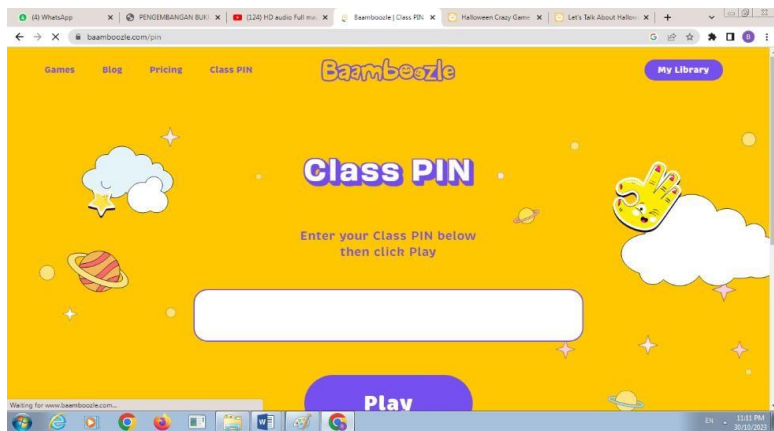 (4) WhatsApp
PENGEMBANGAN BUKU
(124) HD audio Full mu
Baamboozle | Class PIN
Halloween Crazy Game
Let's Talk About Hallow
baamboozle.com/pin
Games Blog Pricing Class PIN
Baamboozle
My Library
Class PIN
Enter your Class PIN below
then click Play
Play
Waiting for www.baamboozle.com...
EN
11:11 PM
30/10/2023